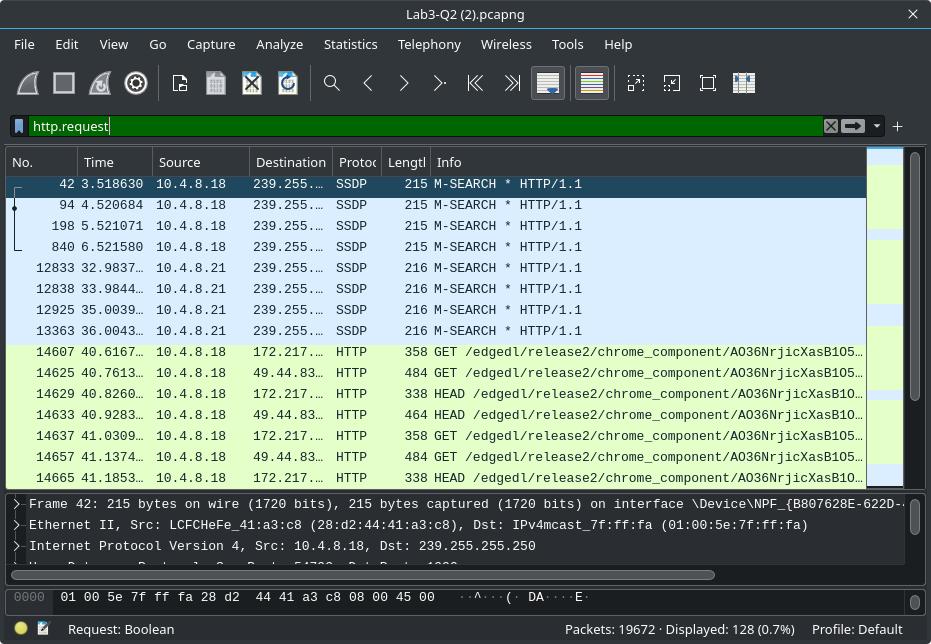 Lab3-Q2 (2).pcapng
File Edit View Go Capture Analyze Statistics Telephony Wireless Tools Help
http.request
No. Time Source Destination Protoc Lengtl Info
42 3.518630 10.4.8.18 239.255.… SSDP 215 M-SEARCH * HTTP/1.1
94 4.520684 10.4.8.18 239.255.… SSDP 215 M-SEARCH * HTTP/1.1
198 5.521071 10.4.8.18 239.255.… SSDP 215 M-SEARCH * HTTP/1.1
840 6.521580 10.4.8.18 239.255.… SSDP 215 M-SEARCH * HTTP/1.1
12833 32.9837… 10.4.8.21 239.255.… SSDP 216 M-SEARCH * HTTP/1.1
12838 33.9844… 10.4.8.21 239.255.… SSDP 216 M-SEARCH * HTTP/1.1
12925 35.0039… 10.4.8.21 239.255.… SSDP 216 M-SEARCH * HTTP/1.1
13363 36.0043… 10.4.8.21 239.255.… SSDP 216 M-SEARCH * HTTP/1.1
14607 40.6167… 10.4.8.18 172.217.… HTTP 358 GET /edgedl/release2/chrome_component/AO36NrjicXasB1O5…
14625 40.7613… 10.4.8.18 49.44.83… HTTP 484 GET /edgedl/release2/chrome_component/AO36NrjicXasB1O5…
14629 40.8260… 10.4.8.18 172.217.… HTTP 338 HEAD /edgedl/release2/chrome_component/AO36NrjicXasB1O…
14633 40.9283… 10.4.8.18 49.44.83… HTTP 464 HEAD /edgedl/release2/chrome_component/AO36NrjicXasB1O…
14637 41.0309… 10.4.8.18 172.217.… HTTP 358 GET /edgedl/release2/chrome_component/AO36NrjicXasB1O5…
14657 41.1374… 10.4.8.18 49.44.83… HTTP 484 GET /edgedl/release2/chrome_component/AO36NrjicXasB1O5…
14665 41.1853… 10.4.8.18 172.217.… HTTP 338 HEAD /edgedl/release2/chrome_component/AO36NrjicXasB1O…
Frame 42: 215 bytes on wire (1720 bits), 215 bytes captured (1720 bits) on interface \Device\NPF_{B807628E-622D-
Ethernet II, Src: LCFCHeFe_41:a3:c8 (28:d2:44:41:a3:c8), Dst: IPv4mcast_7f:ff:fa (01:00:5e:7f:ff:fa)
Internet Protocol Version 4, Src: 10.4.8.18, Dst: 239.255.255.250
0000 01 00 5e 7f ff fa 28 d2 44 41 a3 c8 08 00 45 00 ··^···(· DA····E·
Request: Boolean Packets: 19672 · Displayed: 128 (0.7%) Profile: Default